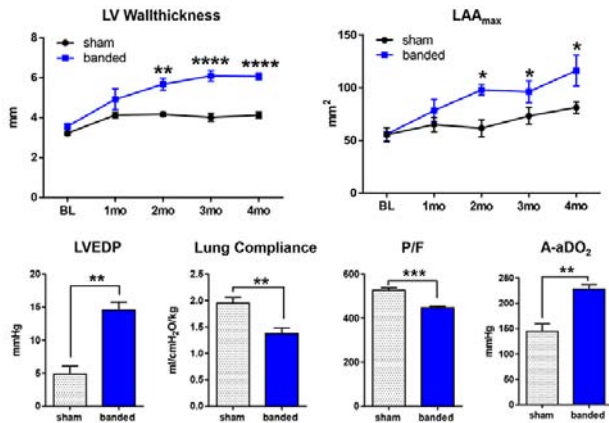 LV Wallthickness
sham
banded
** **** ****
mm
8
6
4
2
0
BL 1mo 2mo 3mo 4mo
LAAmax
sham
banded
* * *
mm²
150
100
50
0
BL 1mo 2mo 3mo 4mo
LVEDP
**
mmHg
20
15
10
5
0
sham banded
Lung Compliance
**
ml/cmH₂O/kg
2.5
2.0
1.5
1.0
0.5
0.0
sham banded
P/F
***
600
400
200
0
sham banded
A-aDO₂
**
mmHg
250
200
150
100
50
0
sham banded